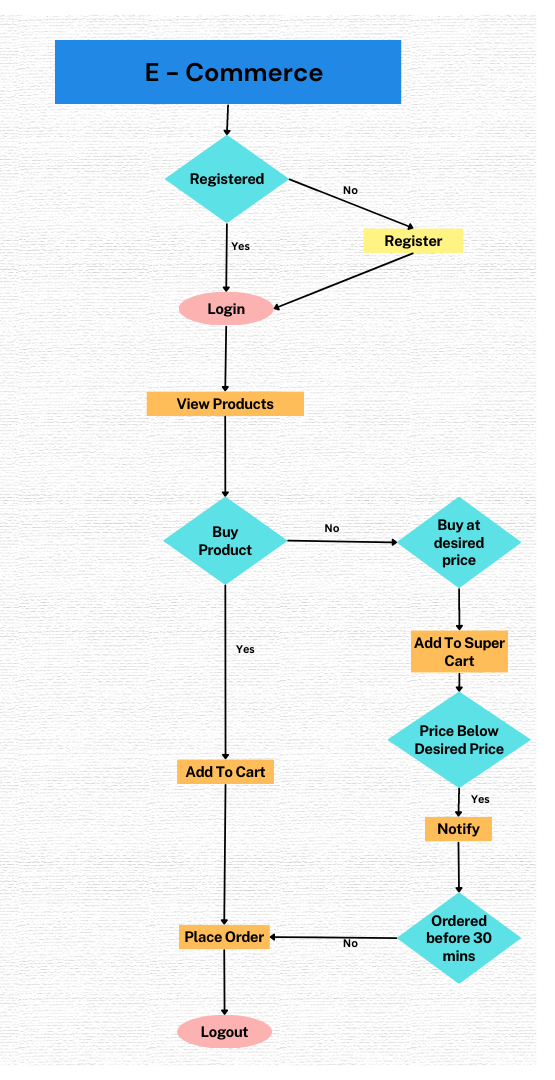 E - Commerce
Registered
No
Register
Yes
Login
View Products
Buy
Product
No
Buy at
desired
price
Yes
Add To Super
Cart
Price Below
Desired Price
Add To Cart
Yes
Notify
Ordered
before 30
mins
No
Place Order
Logout